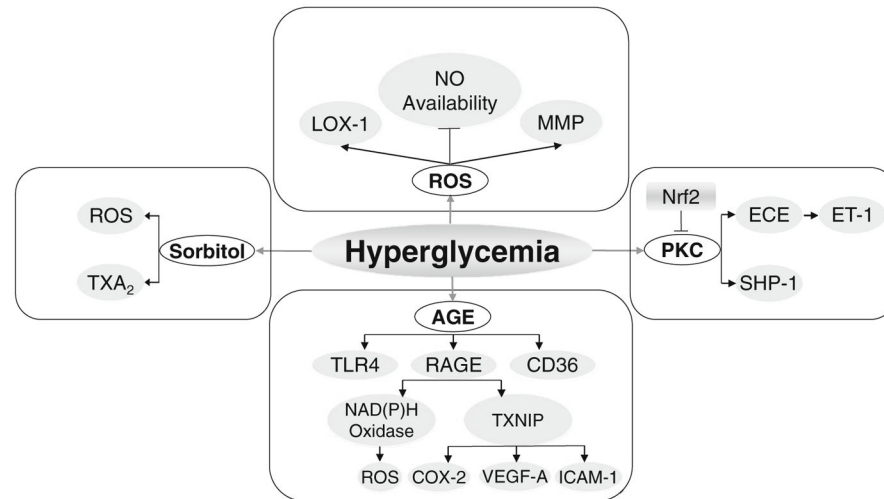 NO
Availability
LOX-1
MMP
ROS
Nrf2
ROS
ECE
ET-1
Sorbitol
Hyperglycemia
PKC
TXA₂
SHP-1
AGE
TLR4
RAGE
CD36
NAD(P)H
Oxidase
TXNIP
ROS
COX-2
VEGF-A
ICAM-1